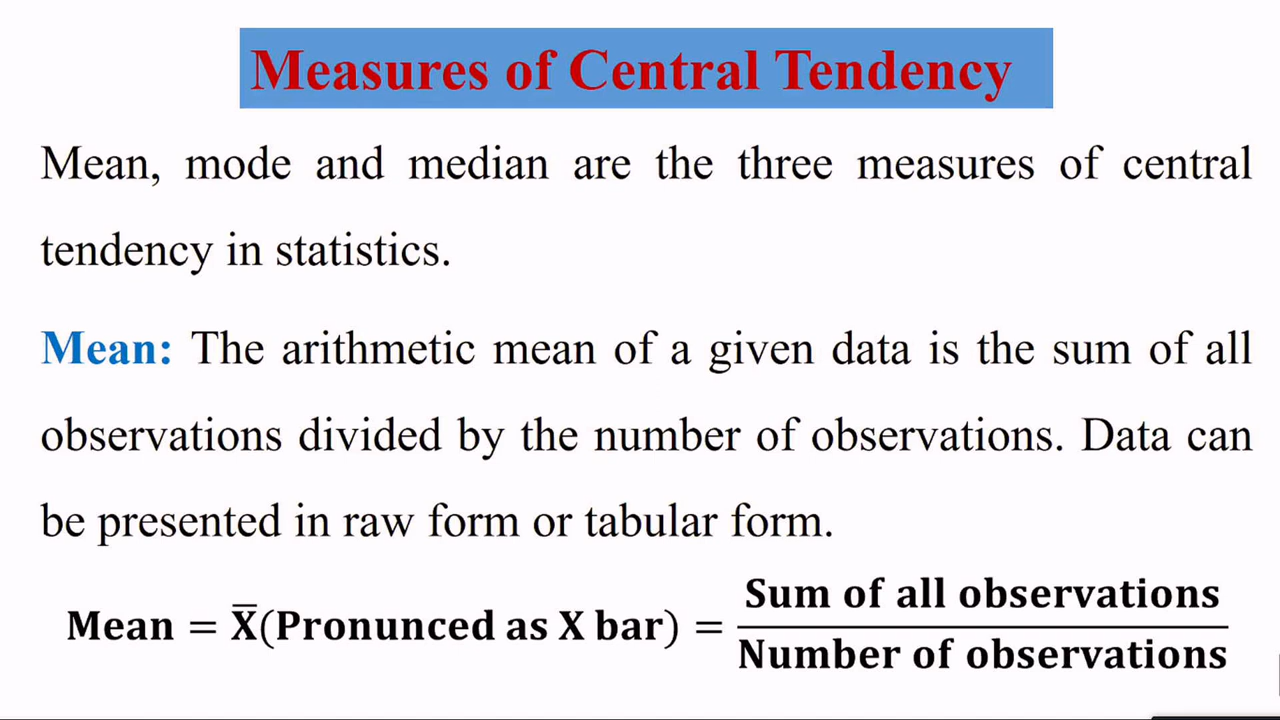 Measures of Central Tendency
Mean, mode and median are the three measures of central
tendency in statistics.
Mean: The arithmetic mean of a given data is the sum of all
observations divided by the number of observations. Data can
be presented in raw form or tabular form.
Mean = X̅(Pronunced as X bar) = Sum of all observations
Number of observations